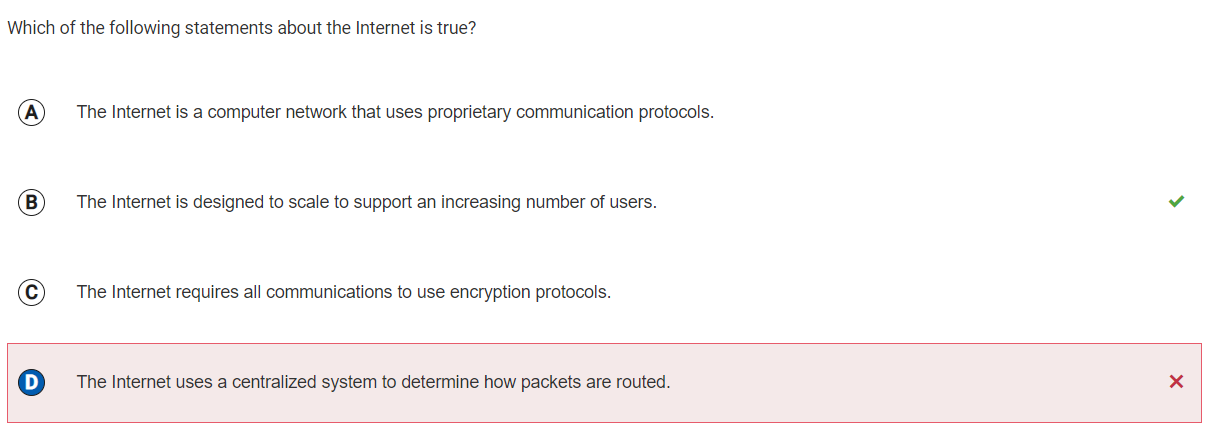 Which of the following statements about the Internet is true?
A The Internet is a computer network that uses proprietary communication protocols.
B The Internet is designed to scale to support an increasing number of users.
C The Internet requires all communications to use encryption protocols.
D The Internet uses a centralized system to determine how packets are routed.